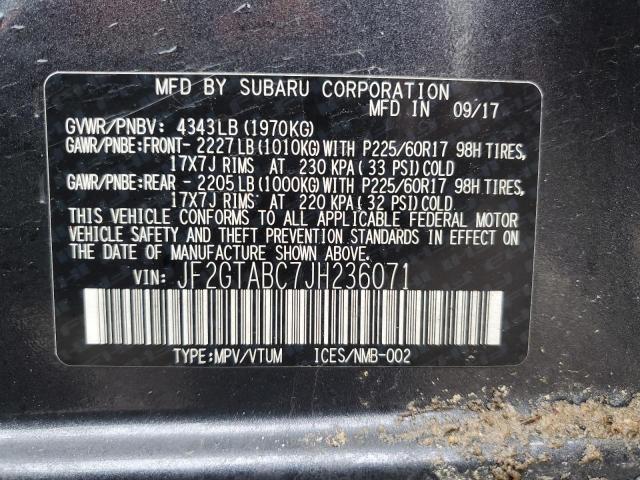 MFD BY SUBARU CORPORATION
MFD IN 09/17
GVWR/PNBV: 4343LB (1970KG)
GAWR/PNBE:FRONT- 2227 LB (1010KG) WITH P225/60R17 98H TIRES,
17X7J RIMS AT 230 KPA ( 33 PSI) COLD
GAWR/PNBE:REAR - 2205 LB (1000KG) WITH P225/60R17 98H TIRES,
17X7J RIMS AT 220 KPA ( 32 PSI) COLD.
THIS VEHICLE CONFORMS TO ALL APPLICABLE FEDERAL MOTOR
VEHICLE SAFETY AND THEFT PREVENTION STANDARDS IN EFFECT ON
THE DATE OF MANUFACTURE SHOWN ABOVE.
VIN: JF2GTABC7JH236071
TYPE:MPV/VTUM ICES/NMB-002